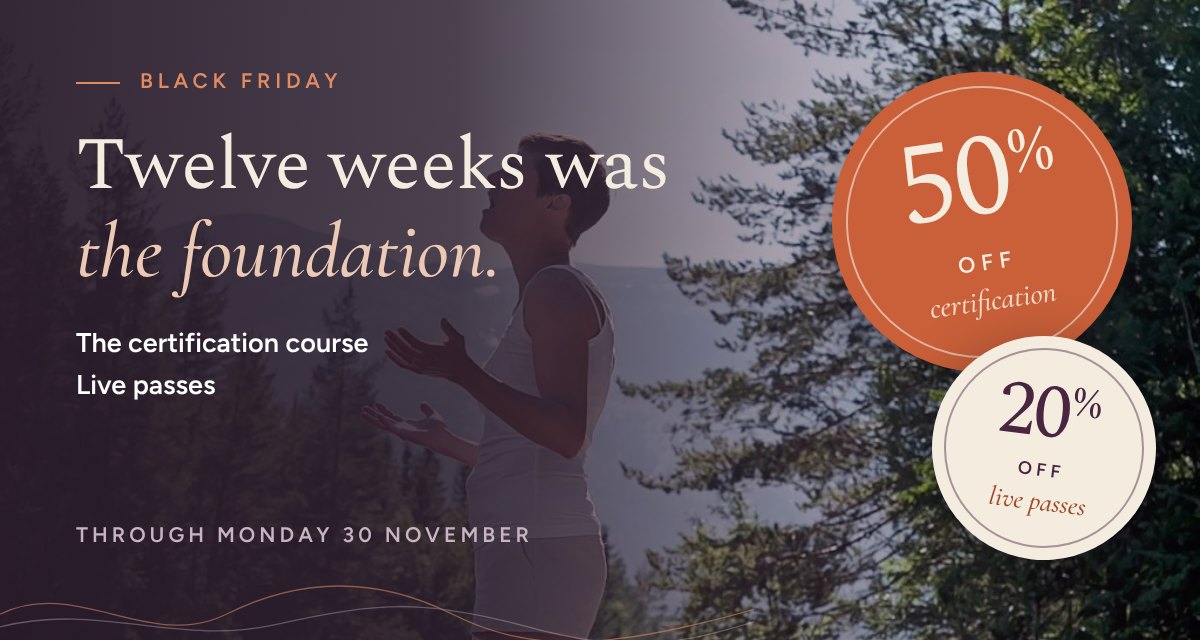 BLACK FRIDAY
Twelve weeks was
the foundation.
The certification course
Live passes
THROUGH MONDAY 30 NOVEMBER
50%
OFF
certification
20%
OFF
live passes